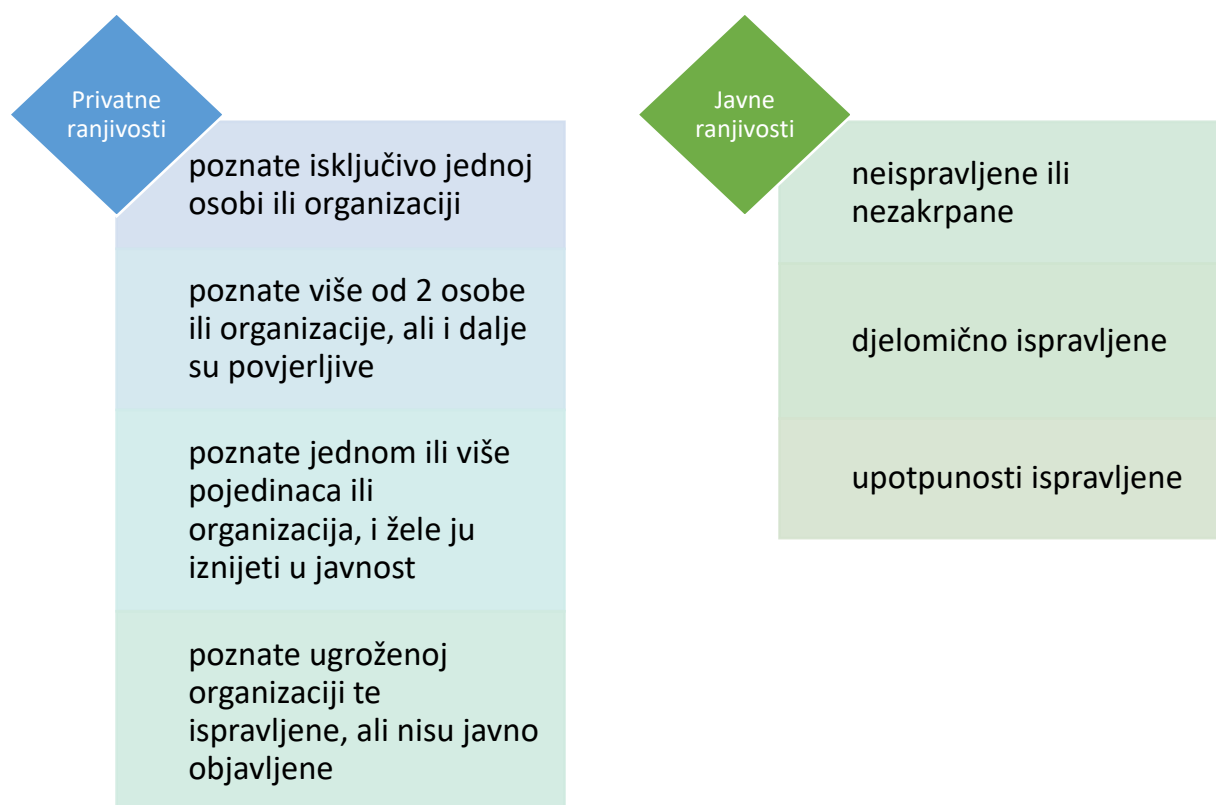 Privatne
ranjivosti
poznate isključivo jednoj
osobi ili organizaciji
poznate više od 2 osobe
ili organizacije, ali i dalje
su povjerljive
poznate jednom ili više
pojedinaca ili
organizacija, i žele ju
iznijeti u javnost
poznate ugroženoj
organizaciji te
ispravljene, ali nisu javno
objavljene
Javne
ranjivosti
neispravljene ili
nezakrpane
djelomično ispravljene
upotpunosti ispravljene